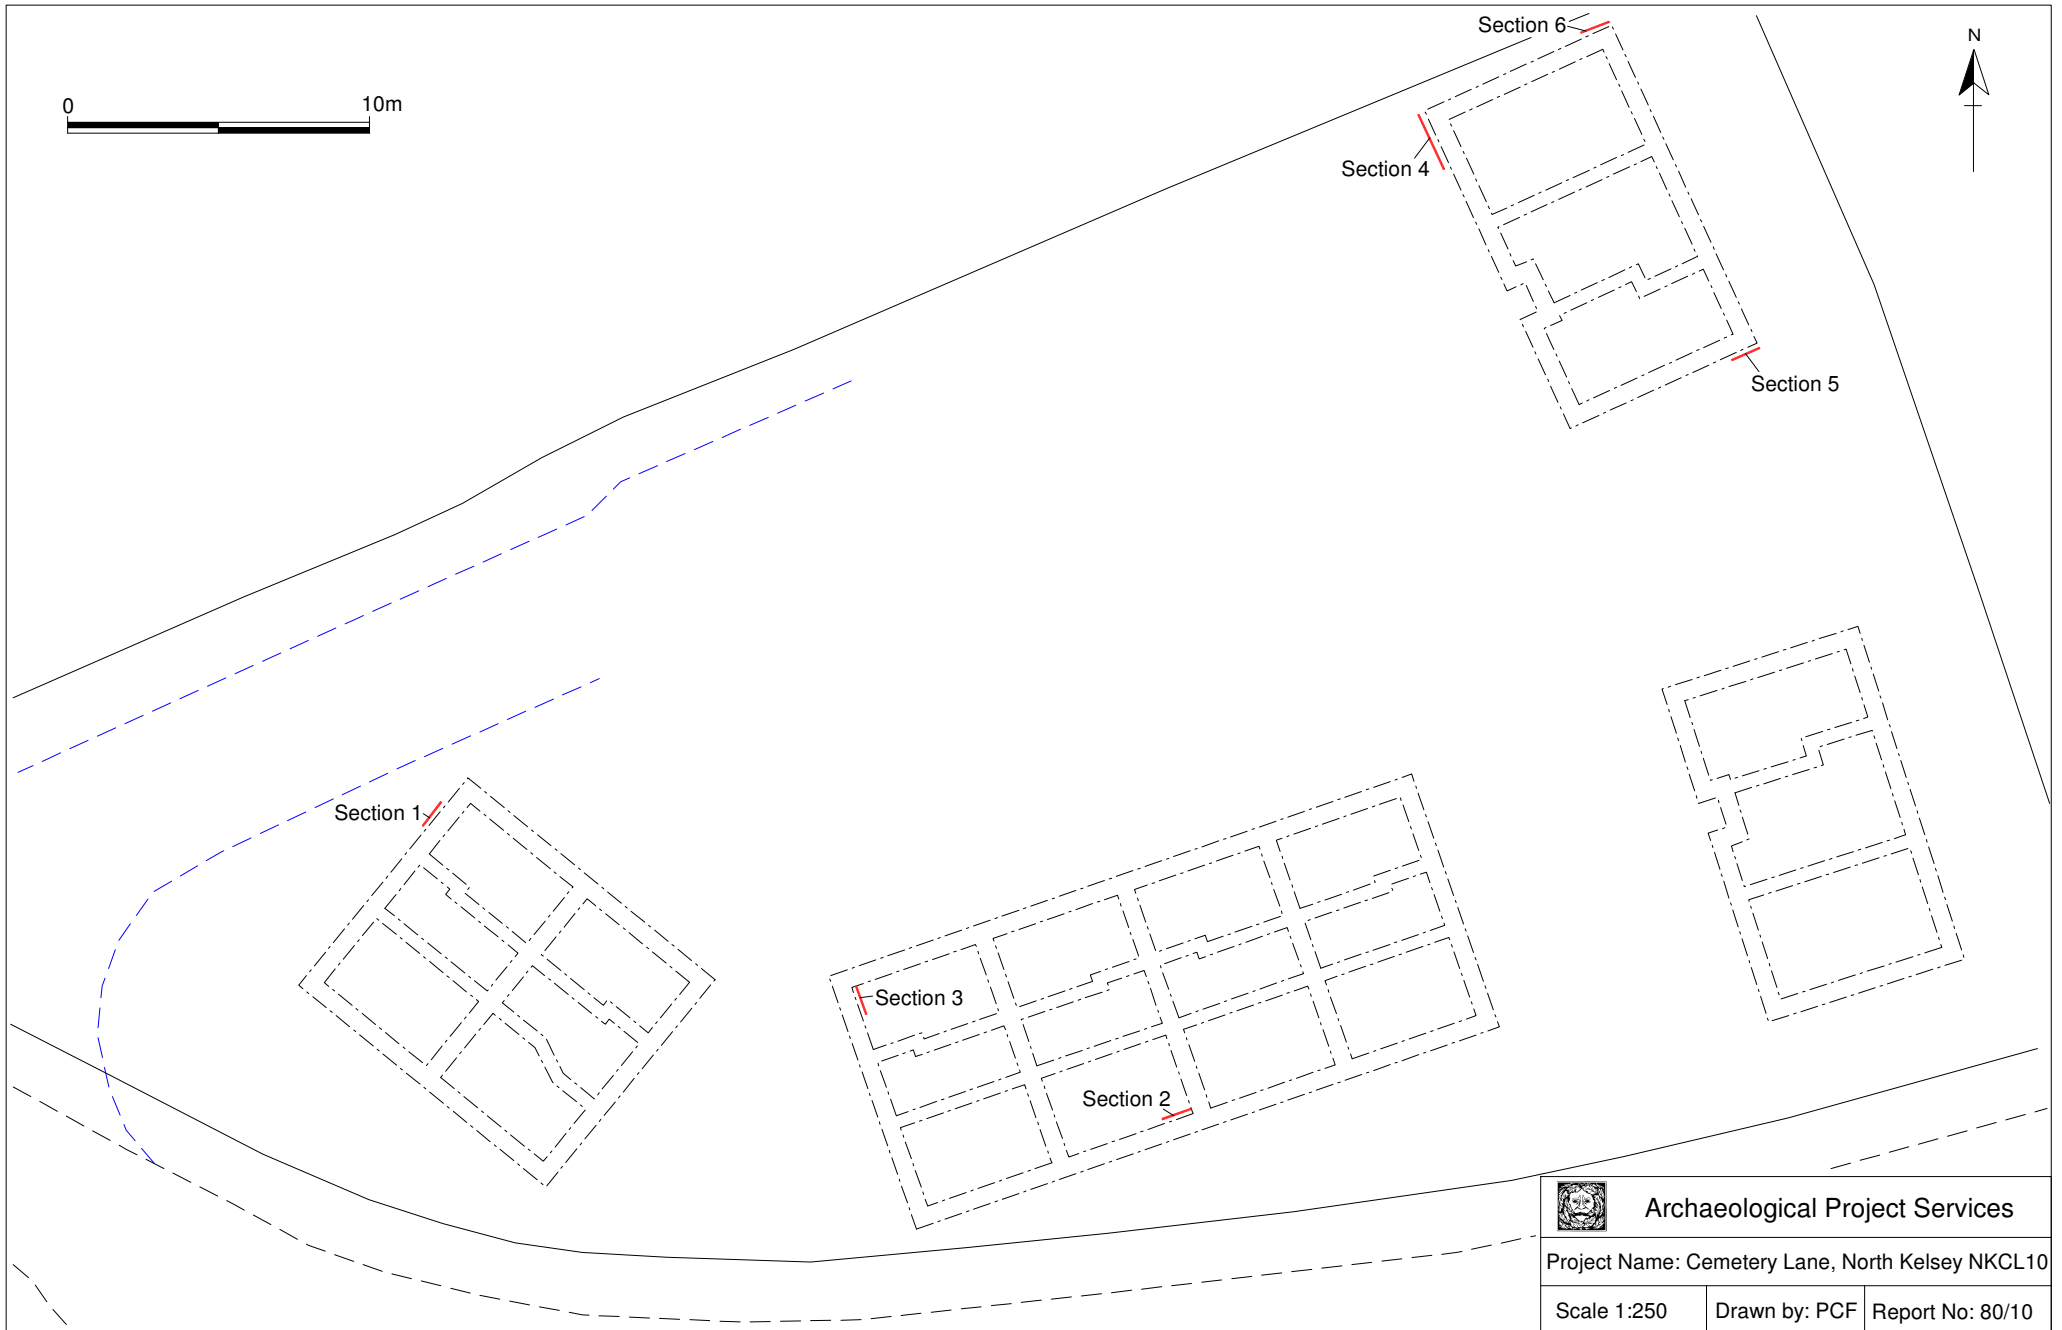 Section 6
N
0 10m
Section 4
Section 5
Section 1
Section 3
Section 2
Archaeological Project Services
Project Name: Cemetery Lane, North Kelsey NKCL10
Scale 1:250 Drawn by: PCF Report No: 80/10